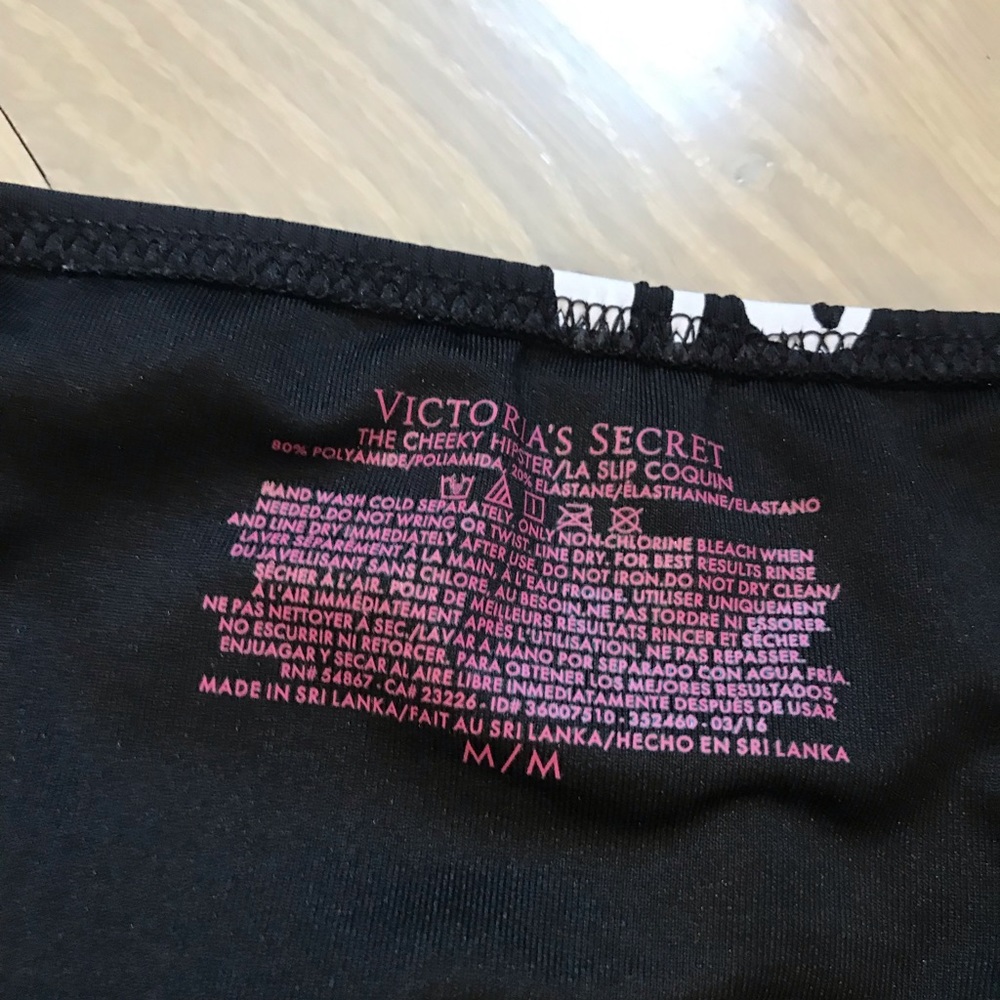 VICTORIA'S SECRET
THE CHEEKY HIPSTER/LA SLIP COQUIN
80% POLYAMIDE/POLIAMIDA, 20% ELASTANE/ÉLASTHANNE/ELASTANO
HAND WASH COLD SEPARATELY. ONLY NON-CHLORINE BLEACH WHEN
NEEDED.DO NOT WRING OR TWIST. LINE DRY. FOR BEST RESULTS RINSE
AND LINE DRY IMMEDIATELY AFTER USE. DO NOT IRON.DO NOT DRY CLEAN/
LAVER SÉPARÉMENT À LA MAIN, À L'EAU FROIDE. UTILISER UNIQUEMENT
DU JAVELLISANT SANS CHLORE, AU BESOIN.NE PAS TORDRE NI ESSORER.
SÉCHER À L'AIR. POUR DE MEILLEURS RÉSULTATS RINCER ET SÉCHER
À L'AIR IMMÉDIATEMENT APRÈS L'UTILISATION. NE PAS REPASSER.
NE PAS NETTOYER À SEC./LAVAR A MANO POR SEPARADO CON AGUA FRÍA.
NO ESCURRIR NI RETORCER. PARA OBTENER LOS MEJORES RESULTADOS,
ENJUAGAR Y SECAR AL AIRE LIBRE INMEDIATAMENTE DESPUÉS DE USAR
RN# 54867 · CA# 23226 · ID# 36007510 · 352460 · 03/16
MADE IN SRI LANKA/FAIT AU SRI LANKA/HECHO EN SRI LANKA
M/M